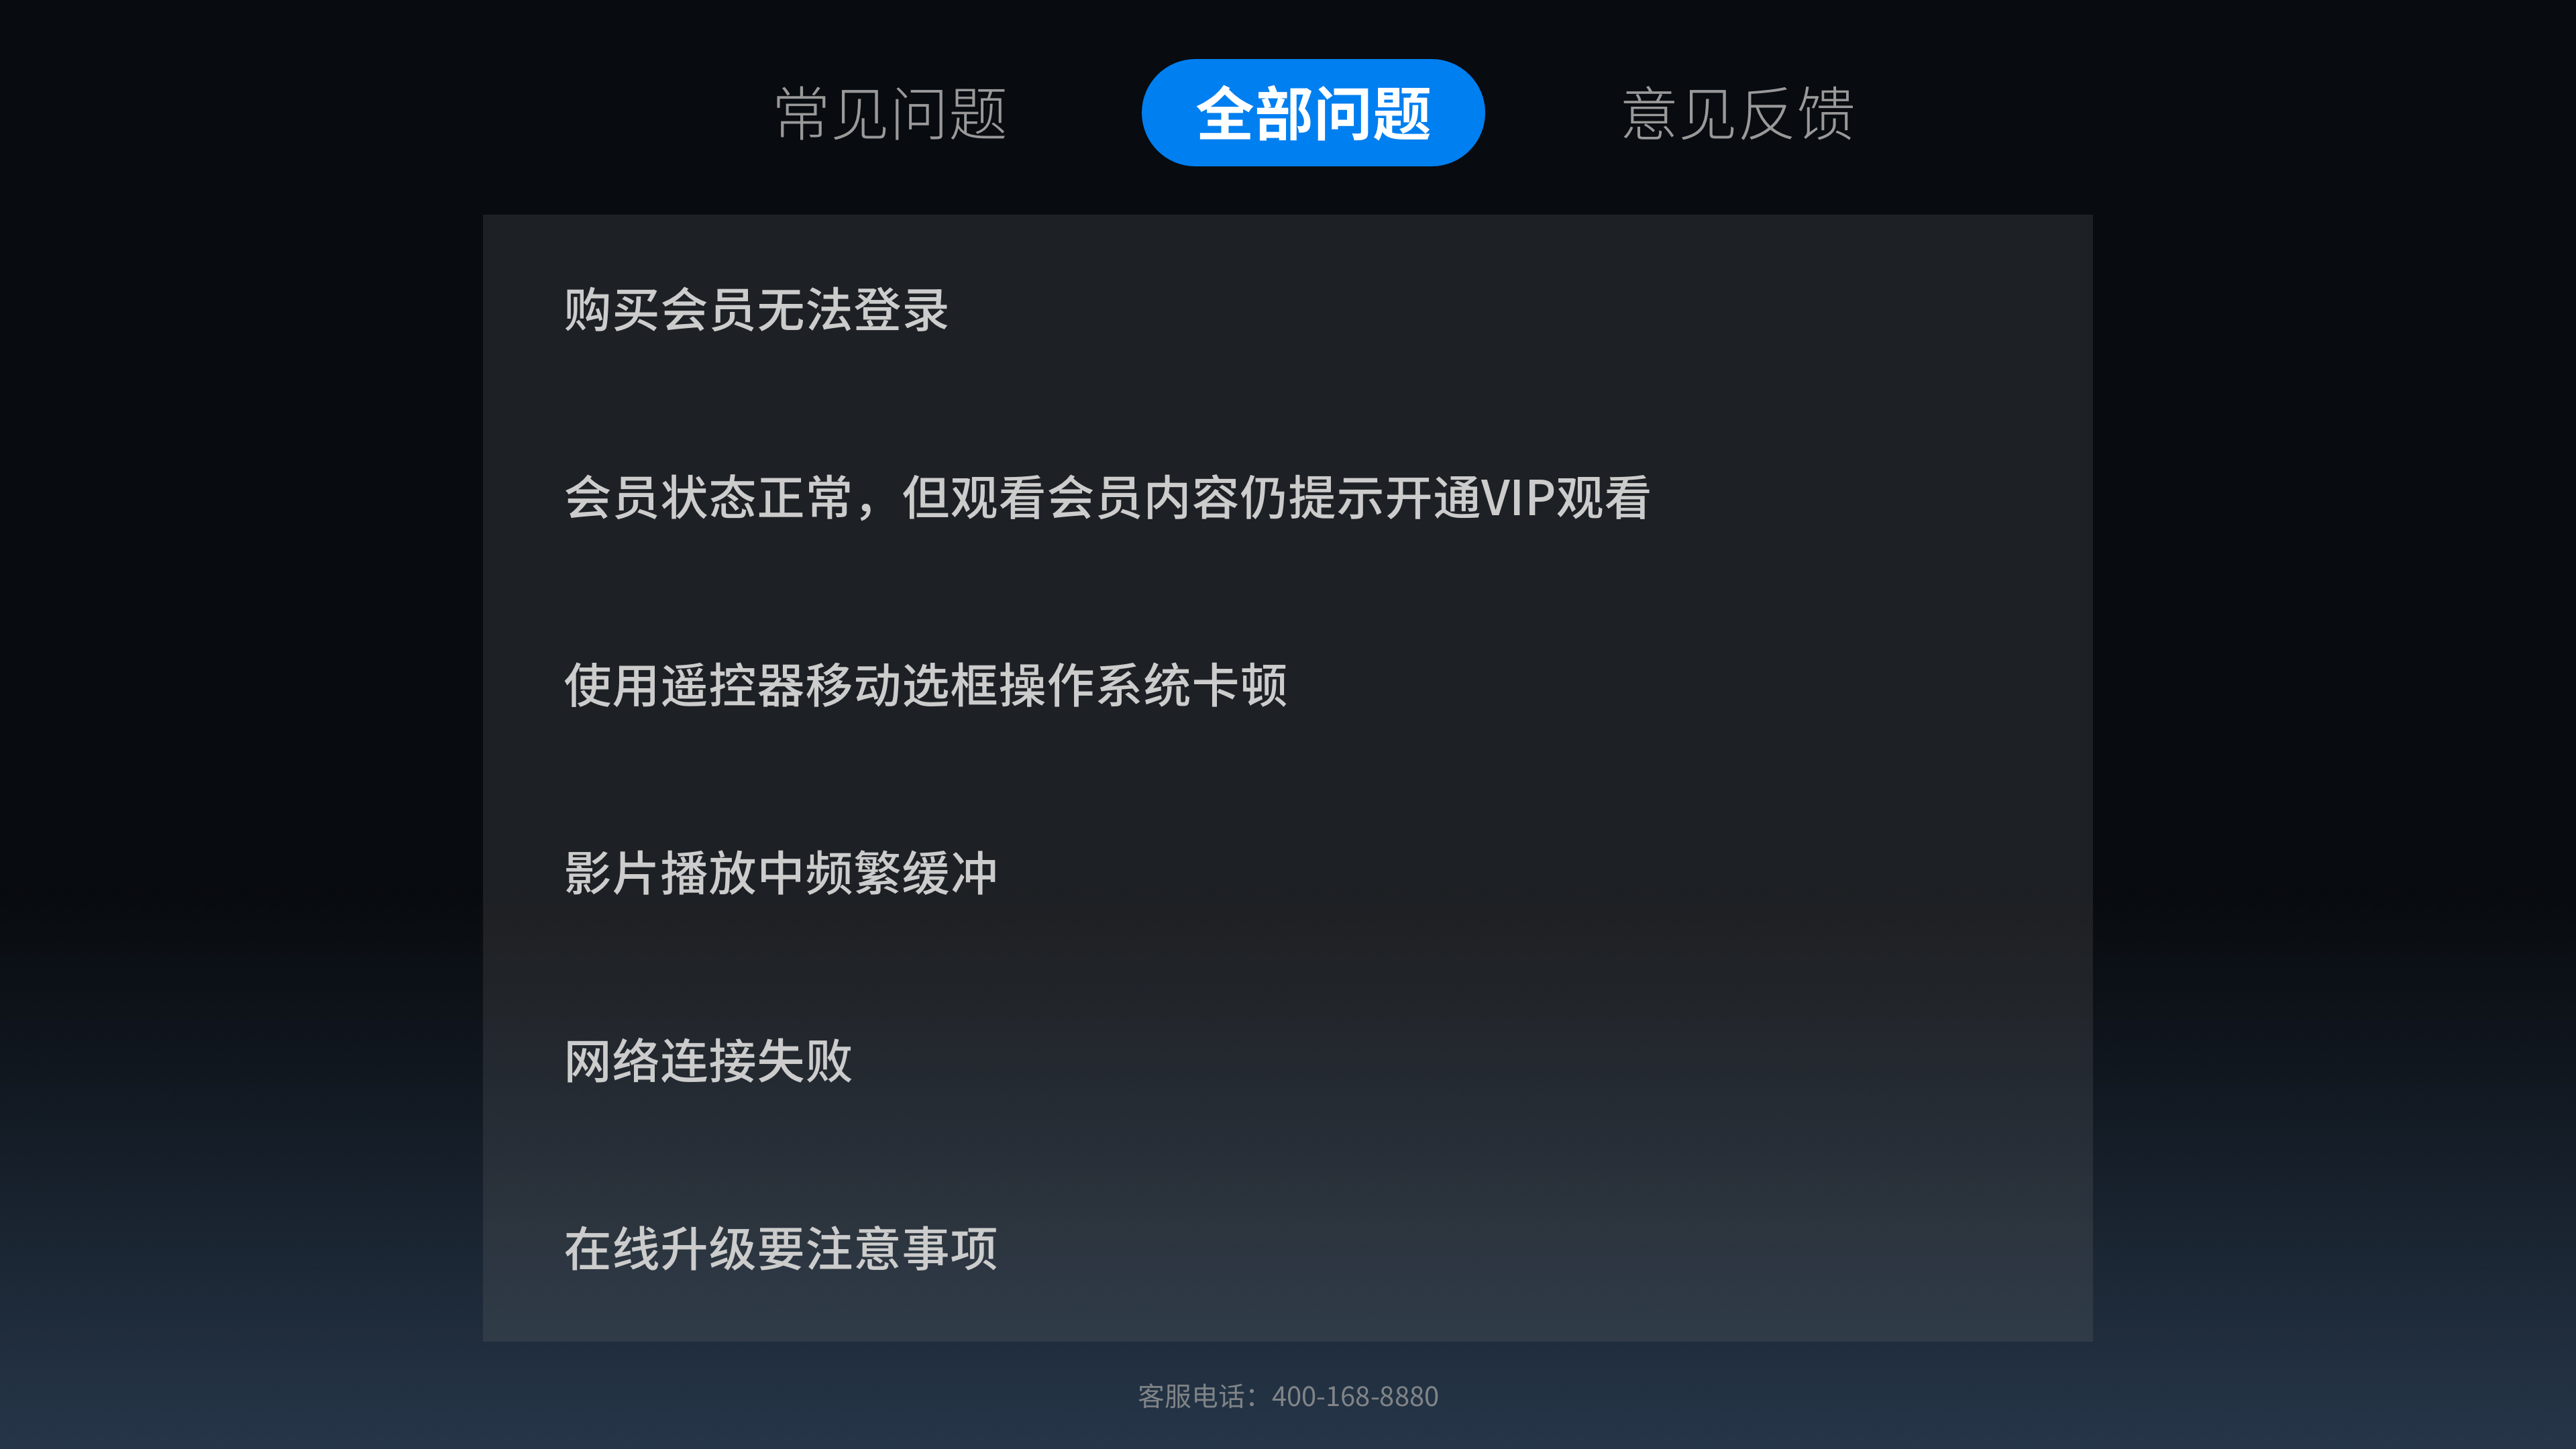 常见问题
全部问题
意见反馈
购买会员无法登录
会员状态正常，但观看会员内容仍提示开通VIP观看
使用遥控器移动选框操作系统卡顿
影片播放中频繁缓冲
网络连接失败
在线升级要注意事项
客服电话：400-168-8880